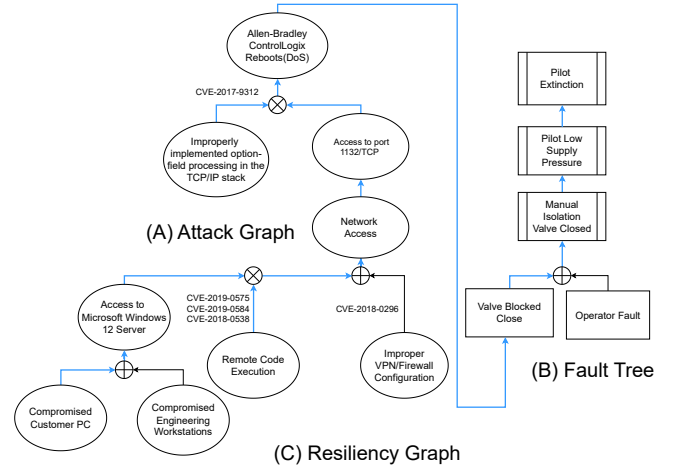 Allen-Bradley
ControlLogix
Reboots(DoS)
CVE-2017-9312
Improperly
implemented option-
field processing in the
TCP/IP stack
Access to port
1132/TCP
(A) Attack Graph
Network
Access
Access to
Microsoft Windows
12 Server
CVE-2019-0575
CVE-2019-0584
CVE-2018-0538
CVE-2018-0296
Remote Code
Execution
Improper
VPN/Firewall
Configuration
Compromised
Customer PC
Compromised
Engineering
Workstations
Pilot
Extinction
Pilot Low
Supply
Pressure
Manual
Isolation
Valve Closed
Valve Blocked
Close
Operator Fault
(B) Fault Tree
(C) Resiliency Graph